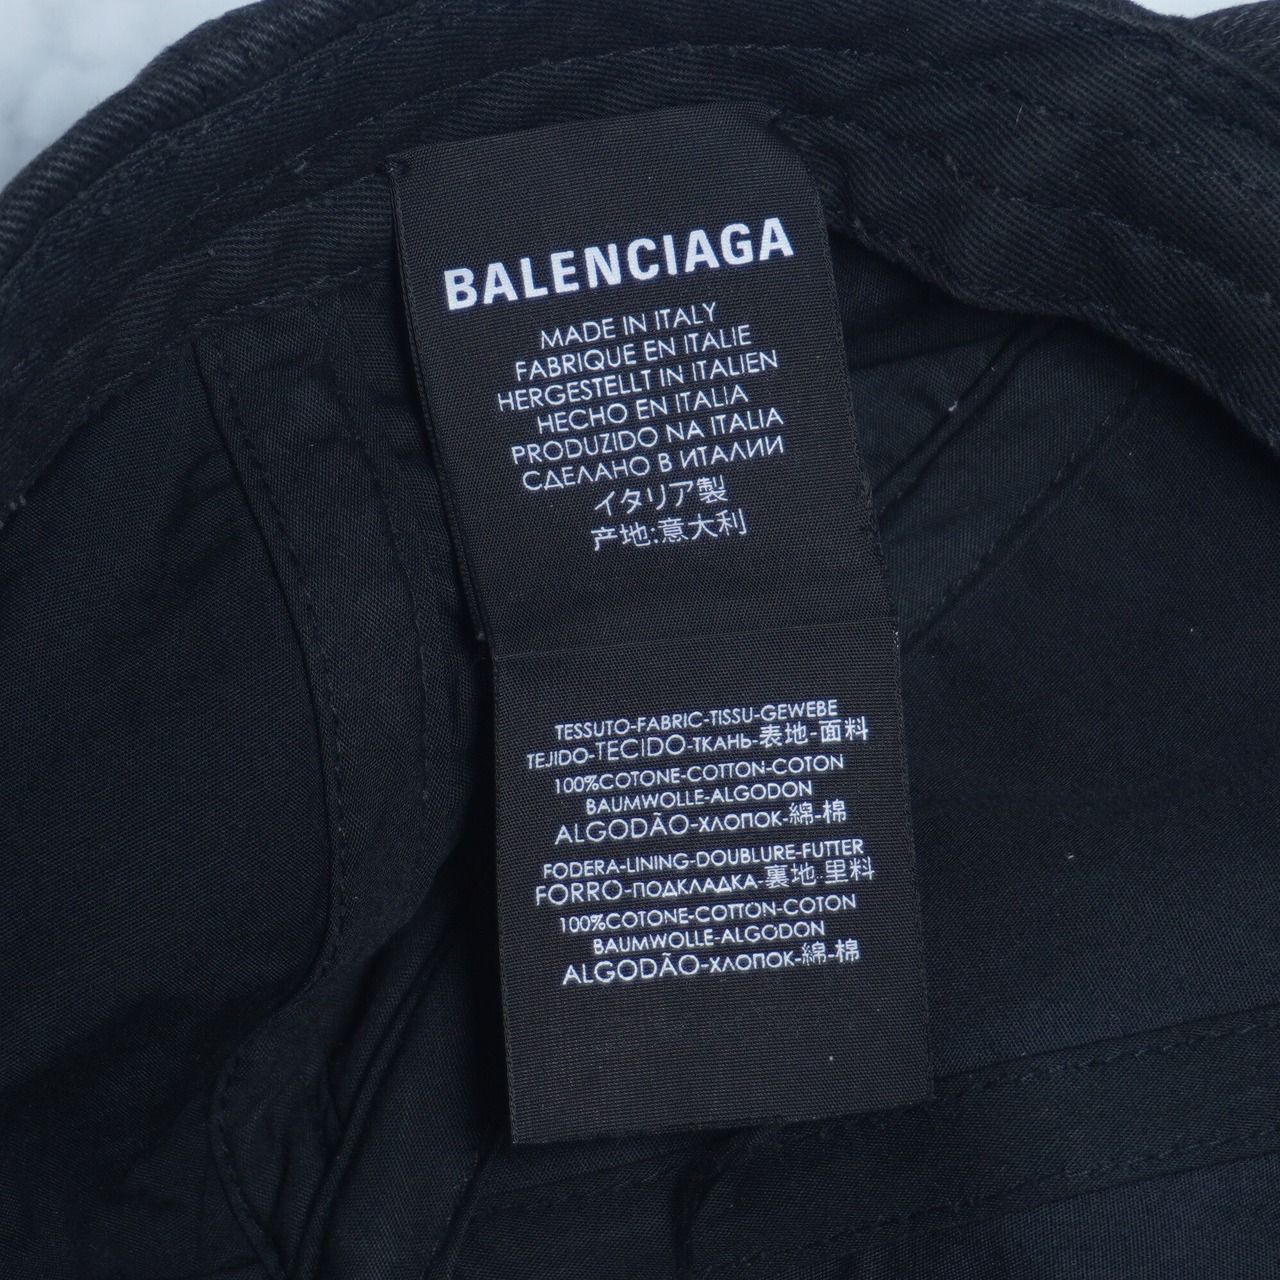 BALENCIAGA
MADE IN ITALY
FABRIQUE EN ITALIE
HERGESTELLT IN ITALIEN
HECHO EN ITALIA
PRODUZIDO NA ITALIA
СДЕЛАНО В ИТАЛИИ
イタリア製
产地:意大利
TESSUTO-FABRIC-TISSU-GEWEBE
TEJIDO-TECIDO-ТКАНЬ-表地-面料
100%COTONE-COTTON-COTON
BAUMWOLLE-ALGODON
ALGODÃO-ХЛОПОК-綿-棉
FODERA-LINING-DOUBLURE-FUTTER
FORRO-ПОДКЛАДКА-裏地.里料
100%COTONE-COTTON-COTON
BAUMWOLLE-ALGODON
ALGODÃO-ХЛОПОК-綿-棉